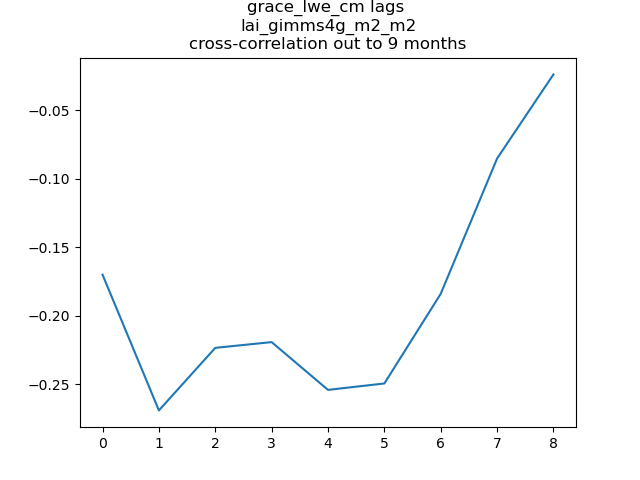 grace_lwe_cm lags
lai_gimms4g_m2_m2
cross-correlation out to 9 months
−0.05
−0.10
−0.15
−0.20
−0.25
0 1 2 3 4 5 6 7 8